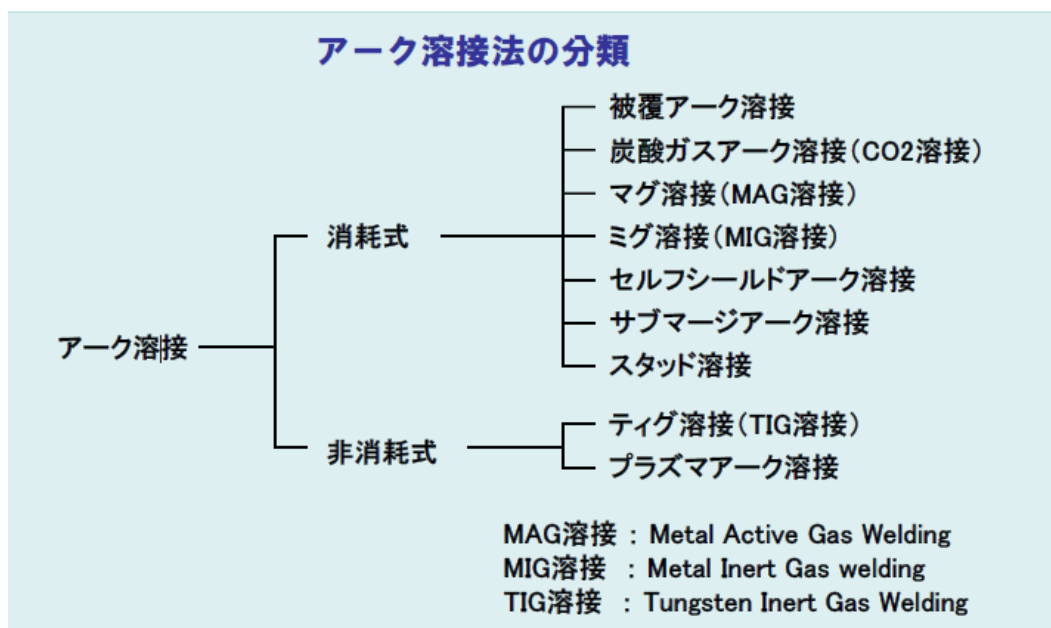 アーク溶接法の分類
被覆アーク溶接
炭酸ガスアーク溶接(CO2溶接)
マグ溶接(MAG溶接)
消耗式
ミグ溶接(MIG溶接)
セルフシールドアーク溶接
サブマージアーク溶接
アーク溶接
スタッド溶接
ティグ溶接(TIG溶接)
非消耗式
プラズマアーク溶接
MAG溶接 : Metal Active Gas Welding
MIG溶接 : Metal Inert Gas welding
TIG溶接 : Tungsten Inert Gas Welding